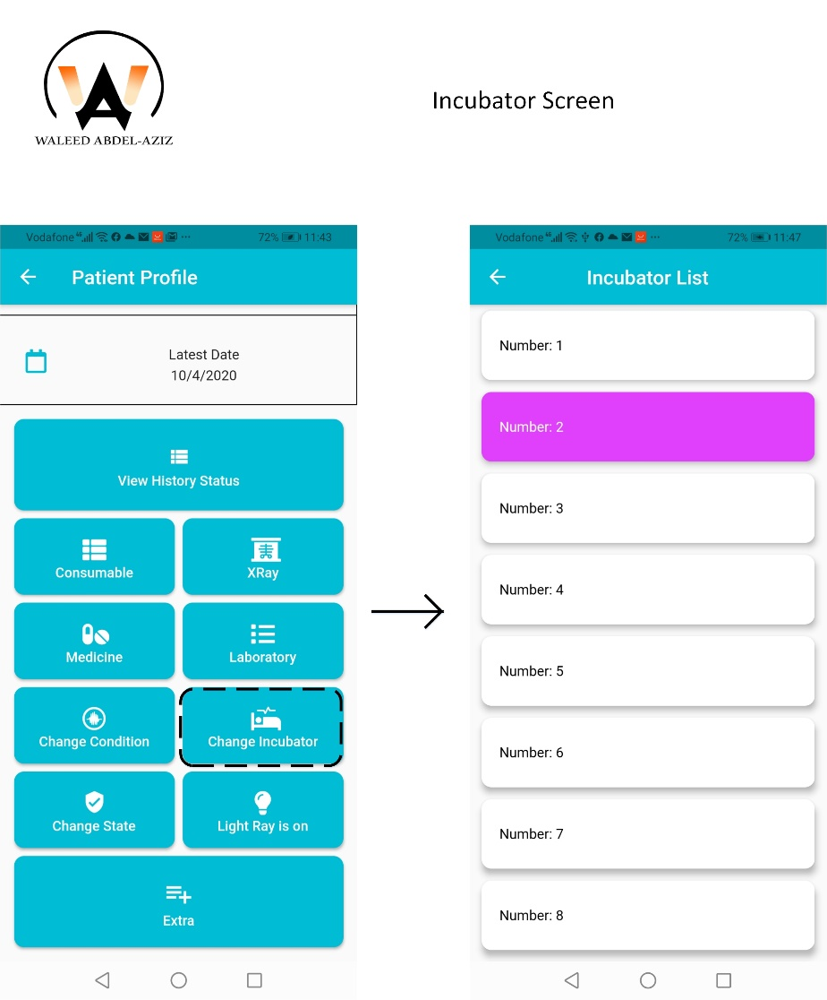 WALEED ABDEL-AZIZ
Incubator Screen
Vodafone 4G 72% 11:43
Patient Profile
Latest Date
10/4/2020
View History Status
Consumable
XRay
Medicine
Laboratory
Change Condition
Change Incubator
Change State
Light Ray is on
Extra
Vodafone 4G 72% 11:47
Incubator List
Number: 1
Number: 2
Number: 3
Number: 4
Number: 5
Number: 6
Number: 7
Number: 8